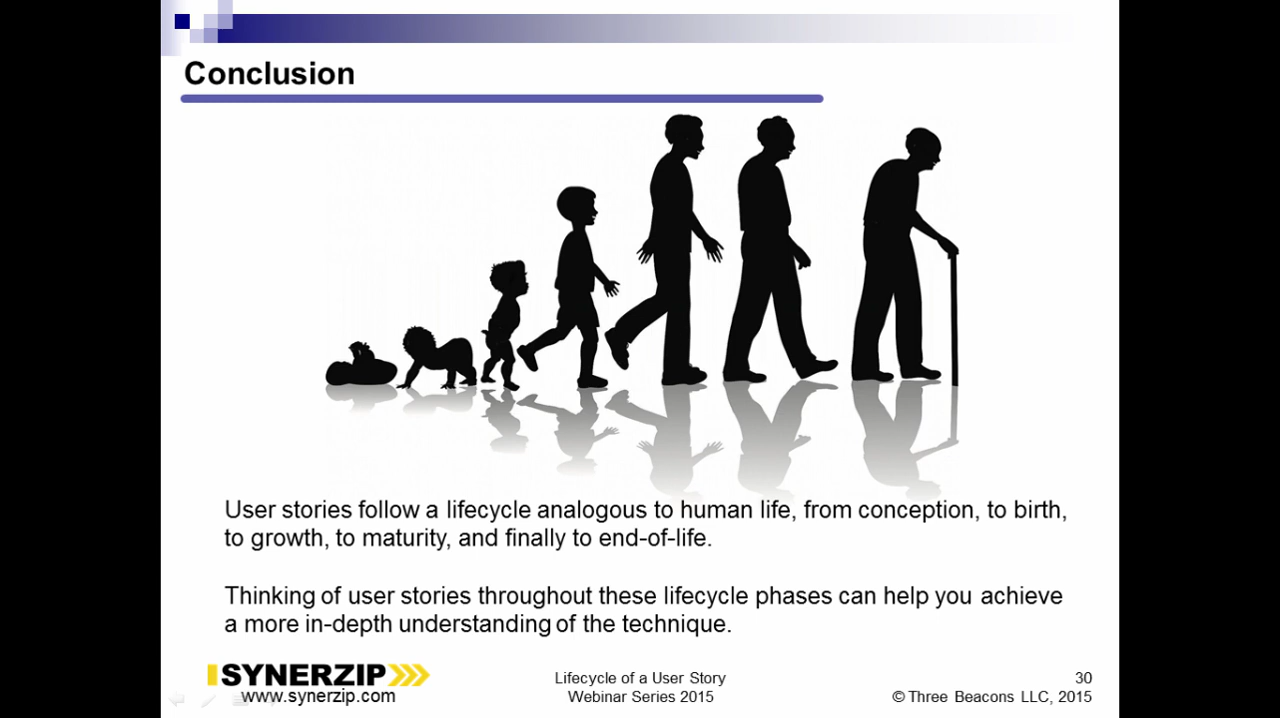 Conclusion
User stories follow a lifecycle analogous to human life, from conception, to birth,
to growth, to maturity, and finally to end-of-life.
Thinking of user stories throughout these lifecycle phases can help you achieve
a more in-depth understanding of the technique.
SYNERZIP
www.synerzip.com
Lifecycle of a User Story
Webinar Series 2015
30
© Three Beacons LLC, 2015